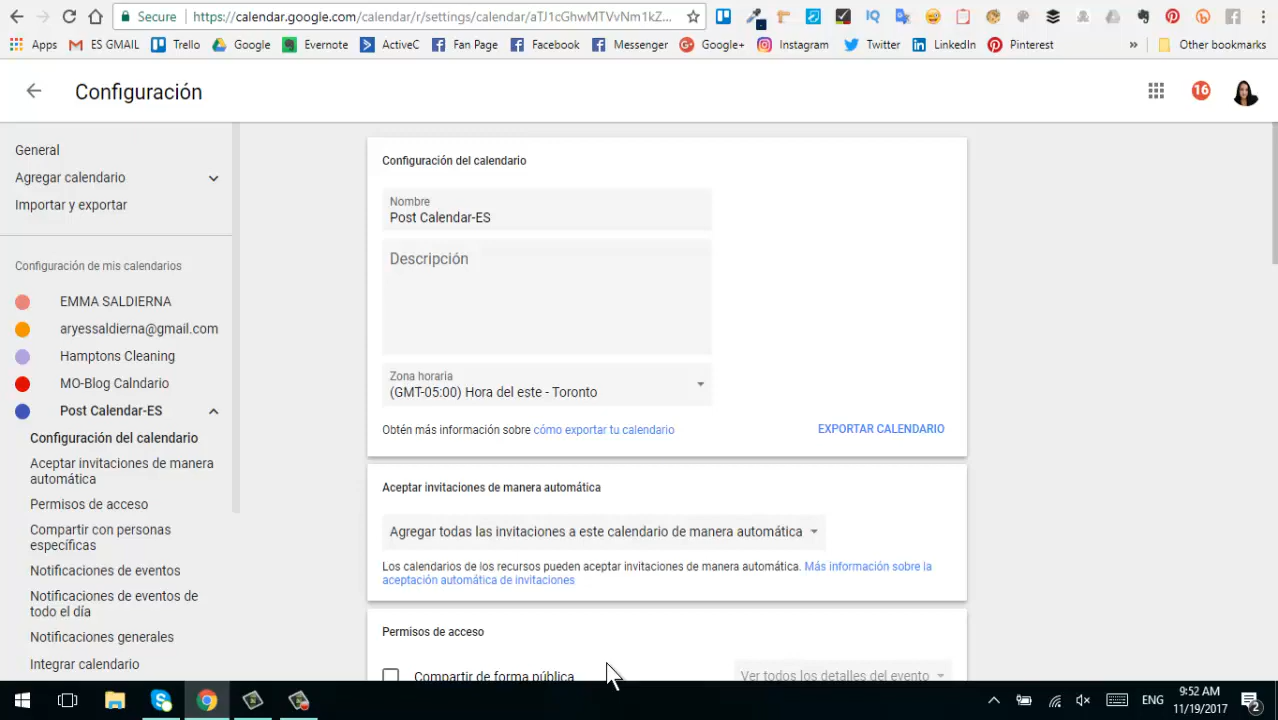 Secure https://calendar.google.com/calendar/r/settings/calendar/aTJ1cGhwMTVvNm1kZ...
Apps ES GMAIL Trello Google Evernote ActiveC Fan Page Facebook Messenger Google+ Instagram Twitter LinkedIn Pinterest » Other bookmarks
Configuración
16
General
Agregar calendario
Importar y exportar
Configuración de mis calendarios
EMMA SALDIERNA
aryessaldierna@gmail.com
Hamptons Cleaning
MO-Blog Calndario
Post Calendar-ES
Configuración del calendario
Aceptar invitaciones de manera
automática
Permisos de acceso
Compartir con personas
específicas
Notificaciones de eventos
Notificaciones de eventos de
todo el día
Notificaciones generales
Integrar calendario
Configuración del calendario
Nombre
Post Calendar-ES
Descripción
Zona horaria
(GMT-05:00) Hora del este - Toronto
Obtén más información sobre cómo exportar tu calendario EXPORTAR CALENDARIO
Aceptar invitaciones de manera automática
Agregar todas las invitaciones a este calendario de manera automática
Los calendarios de los recursos pueden aceptar invitaciones de manera automática. Más información sobre la
aceptación automática de invitaciones
Permisos de acceso
Compartir de forma pública Ver todos los detalles del evento
ENG
9:52 AM
11/19/2017
2